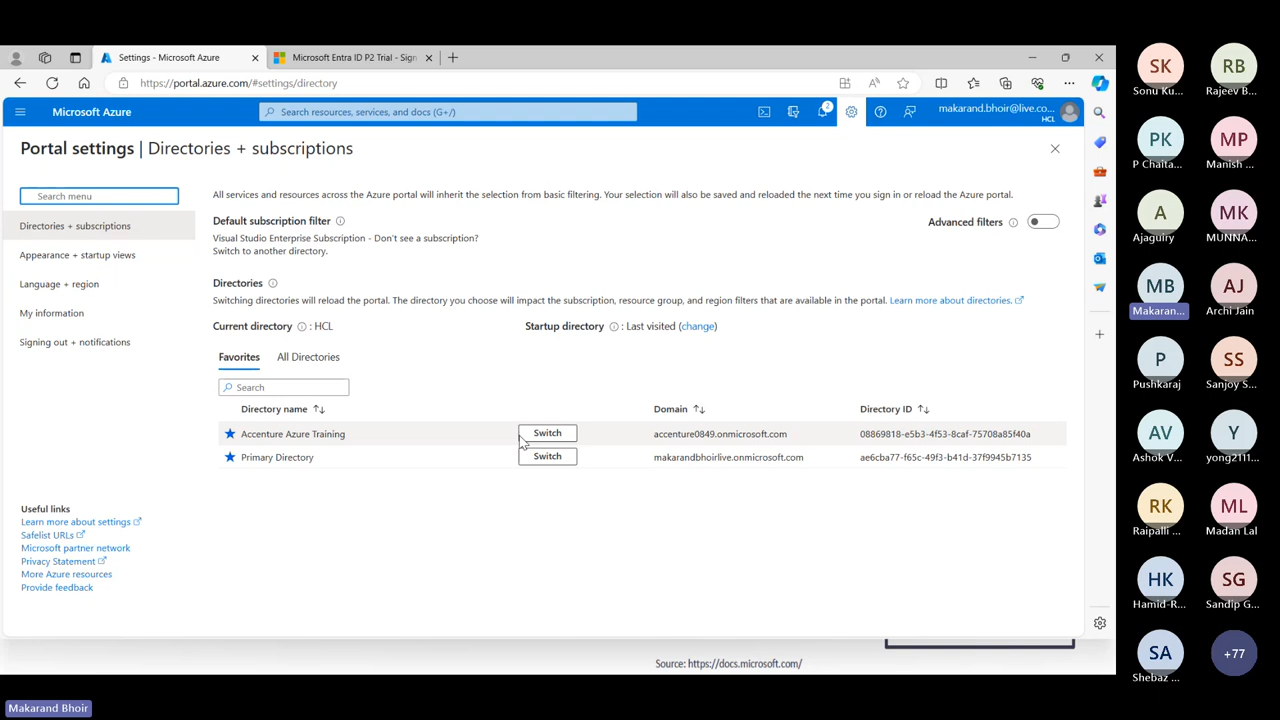 Settings - Microsoft Azure
Microsoft Entra ID P2 Trial - Sign
https://portal.azure.com/#settings/directory
Microsoft Azure
Search resources, services, and docs (G+/)
2
makarand.bhoir@live.co...
HCL
Portal settings | Directories + subscriptions
Search menu
Directories + subscriptions
Appearance + startup views
Language + region
My information
Signing out + notifications
Useful links
Learn more about settings
Safelist URLs
Microsoft partner network
Privacy Statement
More Azure resources
Provide feedback
All services and resources across the Azure portal will inherit the selection from basic filtering. Your selection will also be saved and reloaded the next time you sign in or reload the Azure portal.
Default subscription filter
Advanced filters
Visual Studio Enterprise Subscription - Don't see a subscription?
Switch to another directory.
Directories
Switching directories will reload the portal. The directory you choose will impact the subscription, resource group, and region filters that are available in the portal. Learn more about directories.
Current directory : HCL
Startup directory : Last visited (change)
Favorites All Directories
Search
Directory name Domain Directory ID
Accenture Azure Training Switch accenture0849.onmicrosoft.com 08869818-e5b3-4f53-8caf-75708a85f40a
Primary Directory Switch makarandbhoirlive.onmicrosoft.com ae6cba77-f65c-49f3-b41d-37f9945b7135
Source: https://docs.microsoft.com/
Makarand Bhoir
SK RB
Sonu Ku... Rajeev B...
PK MP
P Chaita... Manish ...
A MK
Ajaguiry MUNNA...
MB AJ
Makaran... Archi Jain
P SS
Pushkaraj Sanjoy S...
AV Y
Ashok V... yong2111...
RK ML
Raipalli ... Madan Lal
HK SG
Hamid-R... Sandip G...
SA +77
Shebaz ...